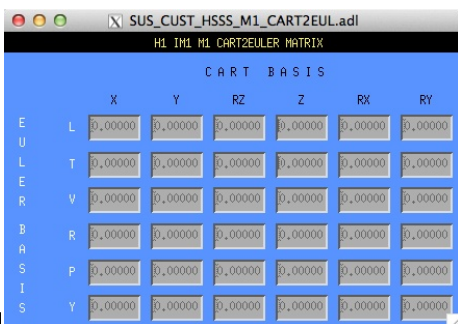 SUS_CUST_HSSS_M1_CART2EUL.adl
H1 IM1 M1 CART2EULER MATRIX
CART BASIS
X Y RZ Z RX RY
EULER BASIS
L 0.00000 0.00000 0.00000 0.00000 0.00000 0.00000
T 0.00000 0.00000 0.00000 0.00000 0.00000 0.00000
V 0.00000 0.00000 0.00000 0.00000 0.00000 0.00000
R 0.00000 0.00000 0.00000 0.00000 0.00000 0.00000
P 0.00000 0.00000 0.00000 0.00000 0.00000 0.00000
Y 0.00000 0.00000 0.00000 0.00000 0.00000 0.00000